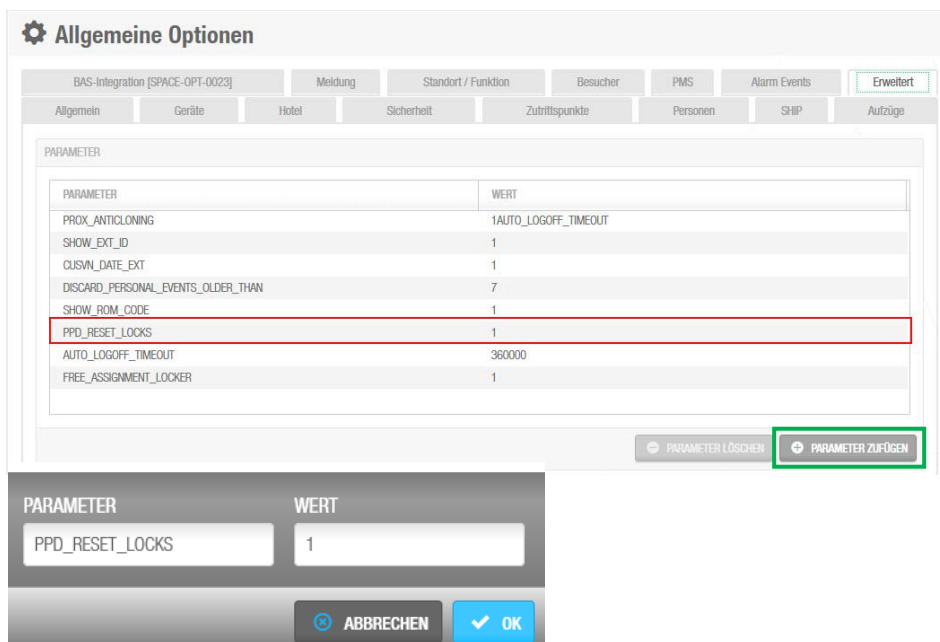 Allgemeine Optionen
BAS-Integration [SPACE-OPT-0023] Meldung Standort / Funktion Besucher PMS Alarm Events Erweitert
Allgemein Geräte Hotel Sicherheit Zutrittspunkte Personen SHIP Aufzüge
PARAMETER
PARAMETER WERT
PROX_ANTICLONING 1AUTO_LOGOFF_TIMEOUT
SHOW_EXT_ID 1
CUSVN_DATE_EXT 1
DISCARD_PERSONAL_EVENTS_OLDER_THAN 7
SHOW_ROM_CODE 1
PPD_RESET_LOCKS 1
AUTO_LOGOFF_TIMEOUT 360000
FREE_ASSIGNMENT_LOCKER 1
PARAMETER LÖSCHEN PARAMETER ZUFÜGEN
PARAMETER WERT
PPD_RESET_LOCKS 1
ABBRECHEN OK